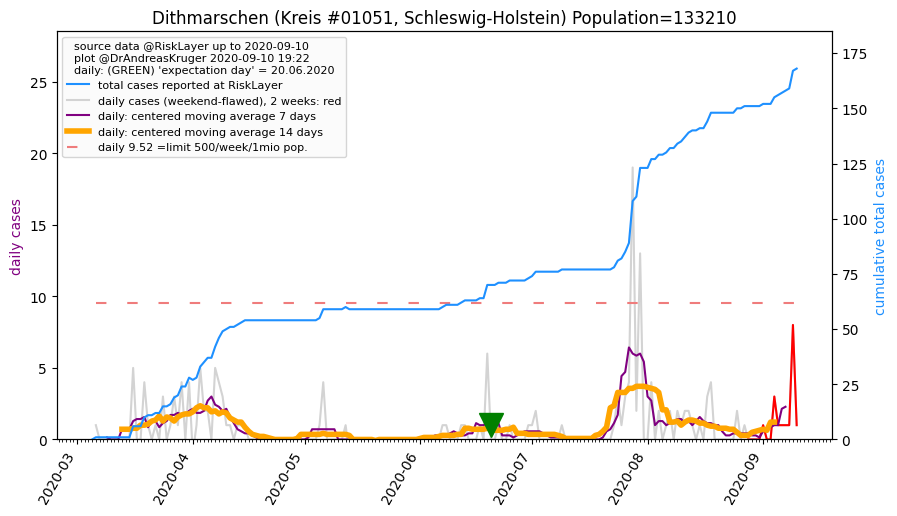 Dithmarschen (Kreis #01051, Schleswig-Holstein) Population=133210
source data @RiskLayer up to 2020-09-10
plot @DrAndreasKruger 2020-09-10 19:22
daily: (GREEN) 'expectation day' = 20.06.2020
total cases reported at RiskLayer
daily cases (weekend-flawed), 2 weeks: red
daily: centered moving average 7 days
daily: centered moving average 14 days
daily 9.52 =limit 500/week/1mio pop.
daily cases
25
20
15
10
5
0
cumulative total cases
175
150
125
100
75
50
25
0
2020-03
2020-04
2020-05
2020-06
2020-07
2020-08
2020-09